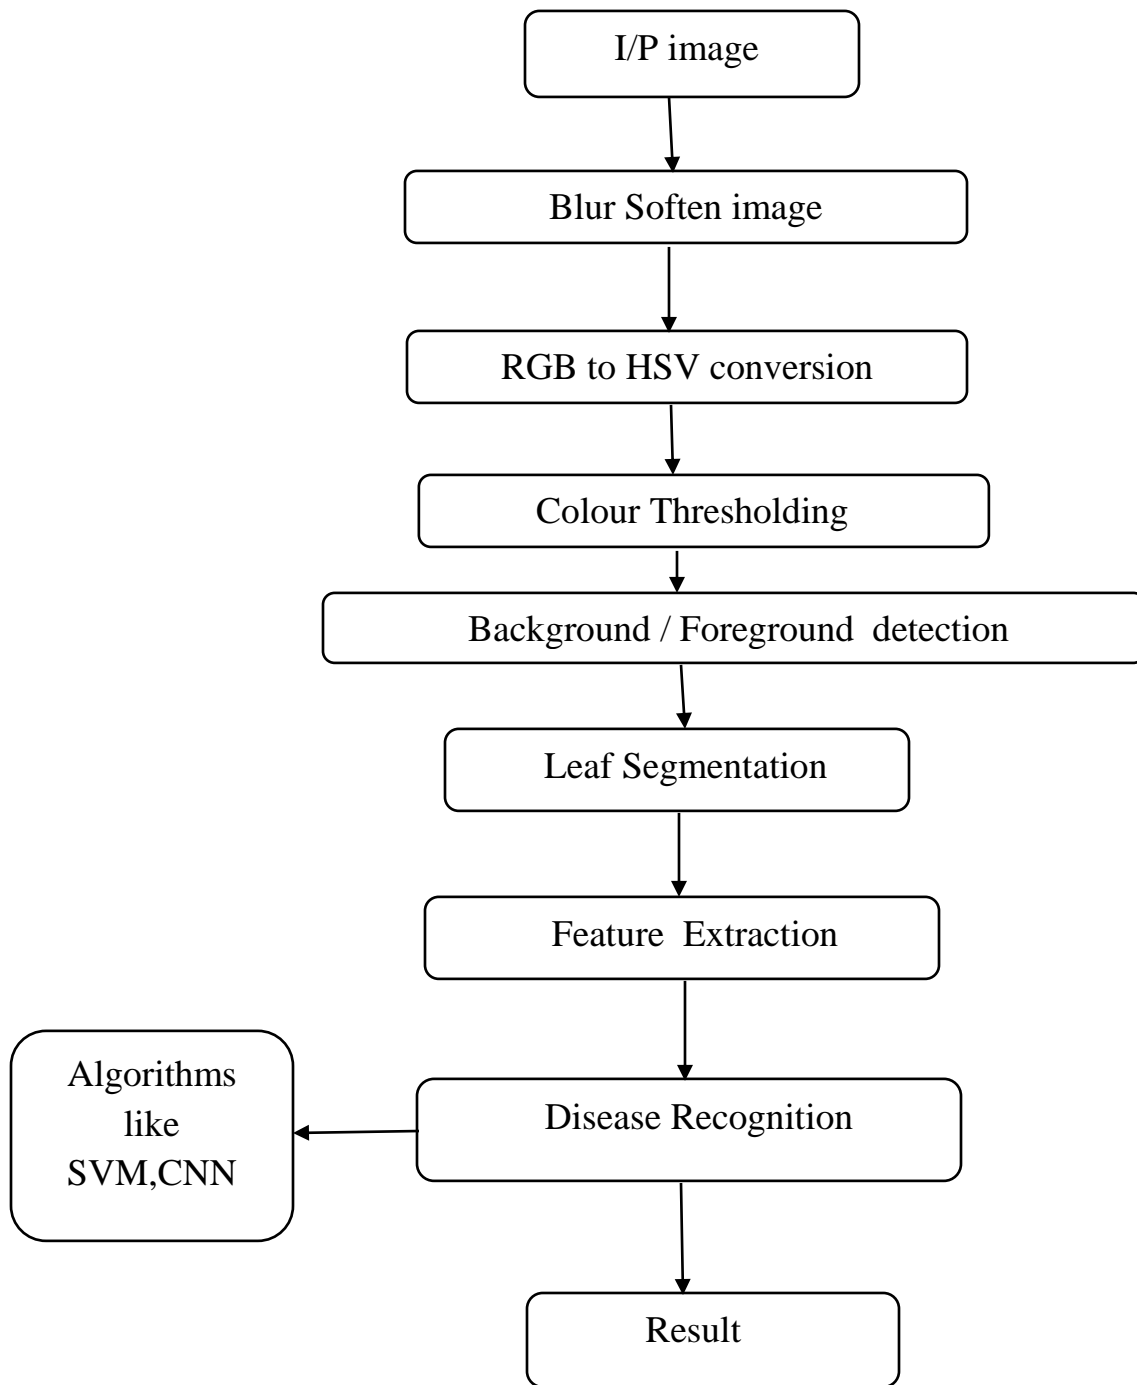 I/P image
Blur Soften image
RGB to HSV conversion
Colour Thresholding
Background / Foreground  detection
Leaf Segmentation
Feature  Extraction
Algorithms
like
SVM,CNN
Disease Recognition
Result